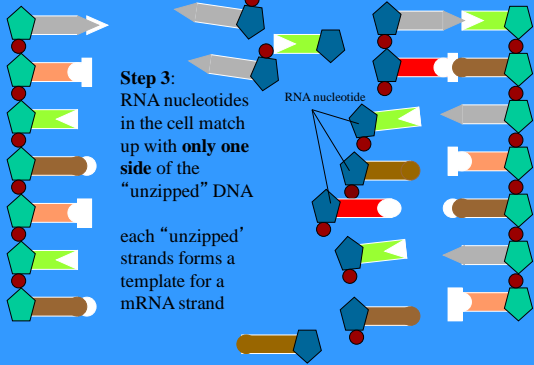 Step 3:
RNA nucleotides
in the cell match
up with only one
side of the
“unzipped” DNA
each “unzipped’
strands forms a
template for a
mRNA strand
RNA nucleotide